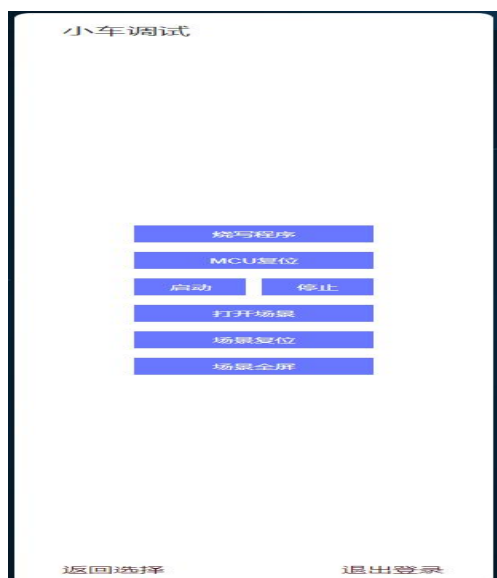 小车调试
烧写程序
MCU复位
启动 停止
打开场景
场景复位
场景全屏
返回选择 退出登录